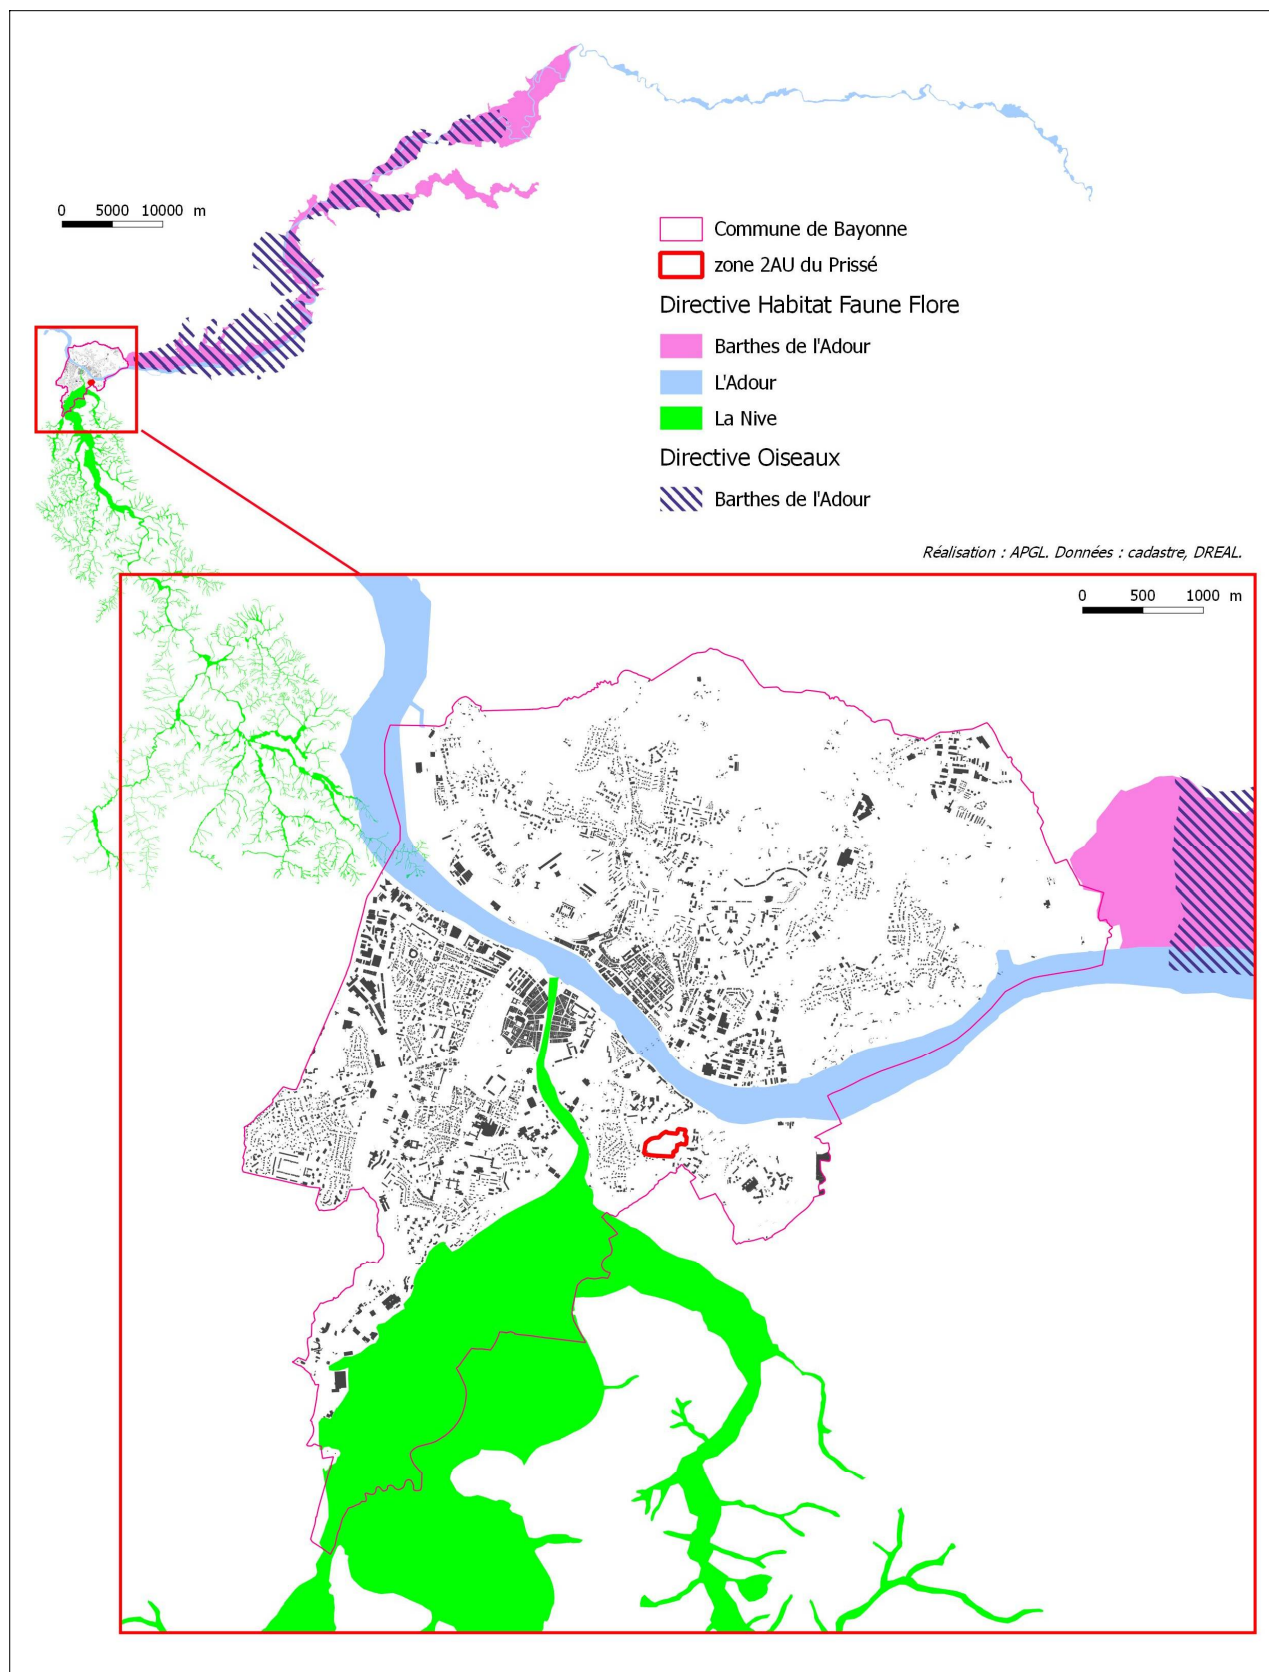 0 5000 10000 m
Commune de Bayonne
zone 2AU du Prissé
Directive Habitat Faune Flore
Barthes de l'Adour
L'Adour
La Nive
Directive Oiseaux
Barthes de l'Adour
Réalisation : APGL. Données : cadastre, DREAL.
0 500 1000 m